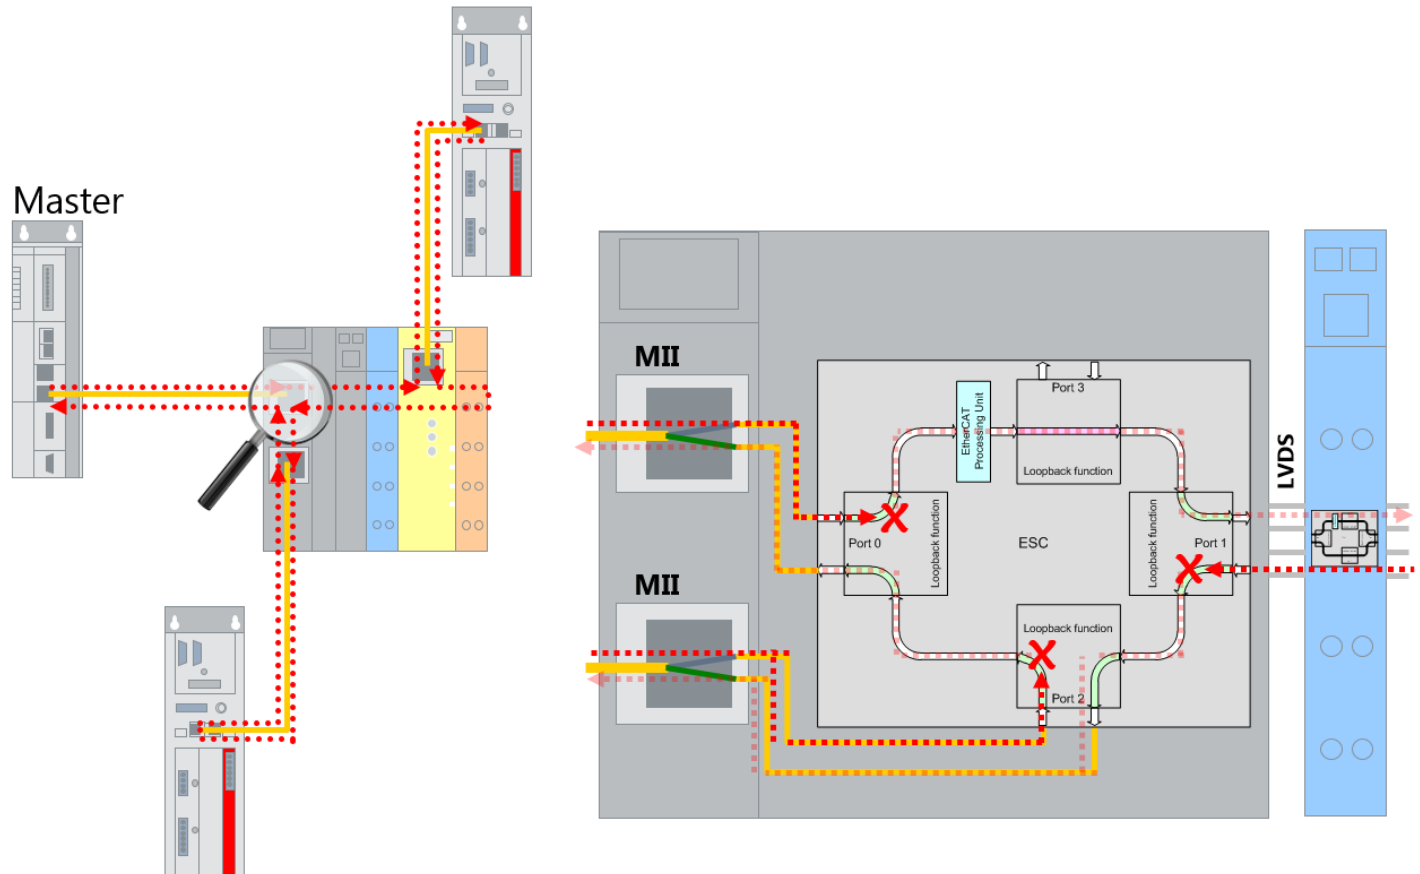 Master
MII
MII
EtherCAT
Processing Unit
Port 3
Loopback function
Port 0
Loopback function
ESC
Loopback function
Port 1
Loopback function
Port 2
LVDS